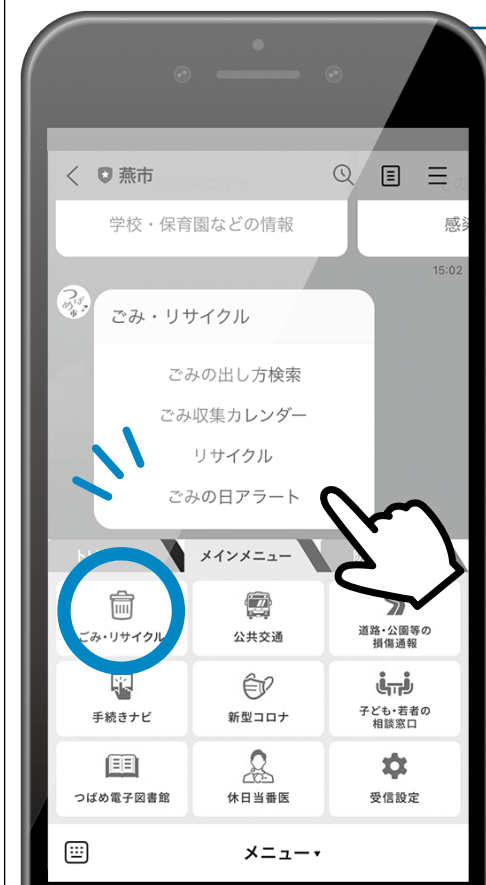 燕市
学校・保育園などの情報
感染
15:02
つばめ市
ごみ・リサイクル
ごみの出し方検索
ごみ収集カレンダー
リサイクル
ごみの日アラート
メインメニュー
ごみ・リサイクル
公共交通
道路・公園等の
損傷通報
手続きナビ
新型コロナ
子ども・若者の
相談窓口
つばめ電子図書館
休日当番医
受信設定
メニュー▼